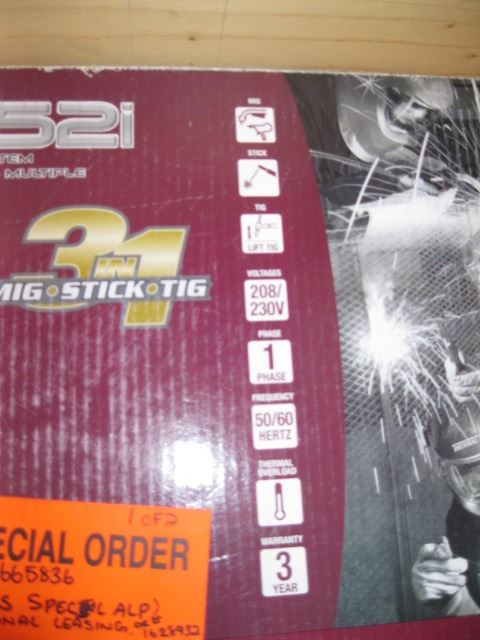 52i
TEM
MULTIPLE
3 IN 1
MIG·STICK·TIG
MIG
STICK
TIG
LIFT TIG
VOLTAGES
208/
230V
PHASE
1
PHASE
FREQUENCY
50/60
HERTZ
THERMAL
OVERLOAD
WARRANTY
3
YEAR
1 OF 2
ECIAL ORDER
665836
S SPECIAL ALP)
NAL LEASING. 1628932